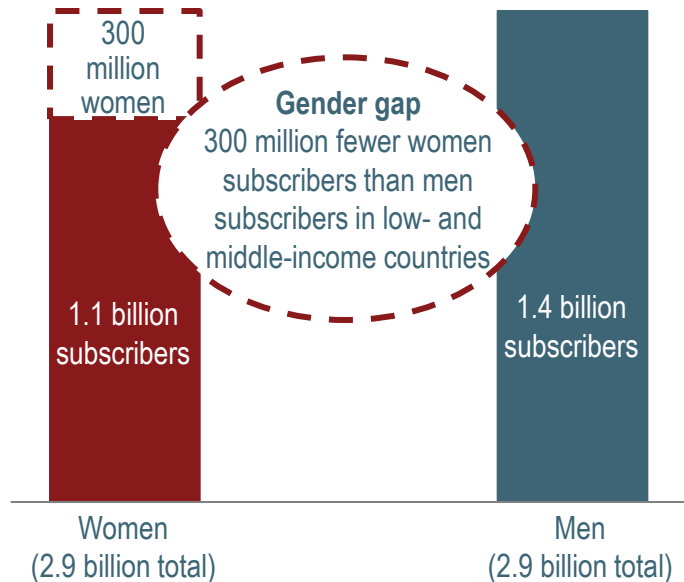 300
million
women
Gender gap
300 million fewer women
subscribers than men
subscribers in low- and
middle-income countries
1.1 billion
subscribers
1.4 billion
subscribers
Women
(2.9 billion total)
Men
(2.9 billion total)